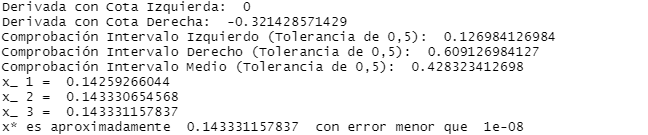 Derivada con Cota Izquierda:  0
Derivada con Cota Derecha:  -0.321428571429
Comprobación Intervalo Izquierdo (Tolerancia de 0,5):  0.126984126984
Comprobación Intervalo Derecho (Tolerancia de 0,5):  0.609126984127
Comprobación Intervalo Medio (Tolerancia de 0,5):  0.428323412698
x_ 1 =  0.14259266044
x_ 2 =  0.143330654568
x_ 3 =  0.143331157837
x* es aproximadamente  0.143331157837  con error menor que  1e-08